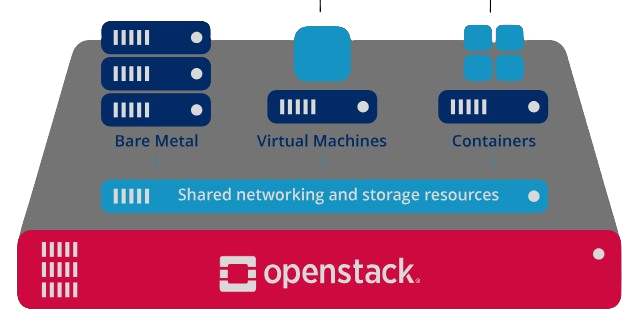 Bare Metal
Virtual Machines
Containers
Shared networking and storage resources
openstack.